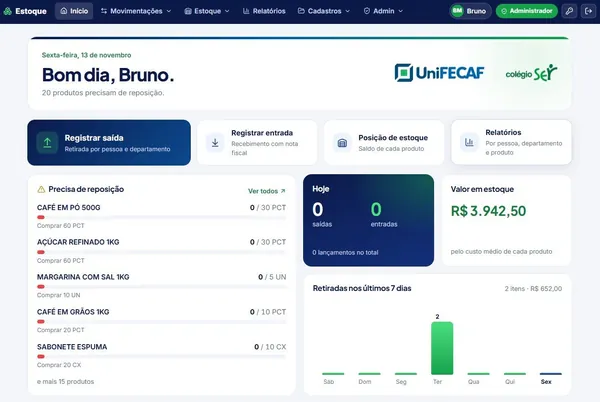 Estoque
Início
Movimentações
Estoque
Relatórios
Cadastros
Admin
BM
Bruno
Administrador
Sexta-feira, 13 de novembro
Bom dia, Bruno.
20 produtos precisam de reposição.
UniFECAF
colégio Ser
Registrar saída
Retirada por pessoa e departamento
Registrar entrada
Recebimento com nota
fiscal
Posição de estoque
Saldo de cada produto
Relatórios
Por pessoa, departamento
e produto
Precisa de reposição
Ver todos ↗
CAFÉ EM PÓ 500G
0 / 30 PCT
Comprar 60 PCT
AÇÚCAR REFINADO 1KG
0 / 30 PCT
Comprar 60 PCT
MARGARINA COM SAL 1KG
0 / 5 UN
Comprar 10 UN
CAFÉ EM GRÃOS 1KG
0 / 10 PCT
Comprar 20 PCT
SABONETE ESPUMA
0 / 10 CX
Comprar 20 CX
e mais 15 produtos
Hoje
0
saídas
0
entradas
0 lançamentos no total
Valor em estoque
R$ 3.942,50
pelo custo médio de cada produto
Retiradas nos últimos 7 dias
2 itens · R$ 652,00
2
Sáb
Dom
Seg
Ter
Qua
Qui
Sex